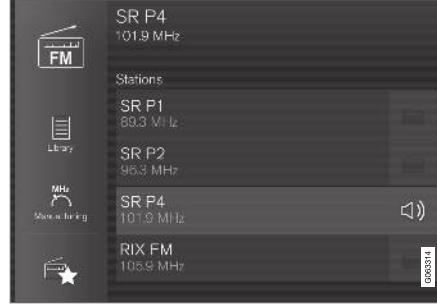 SR P4
101.9 MHz
FM
Stations
SR P1
89.3 MHz
Library
SR P2
96.3 MHz
MHz
Manual tuning
SR P4
101.9 MHz
RIX FM
105.9 MHz
G063314